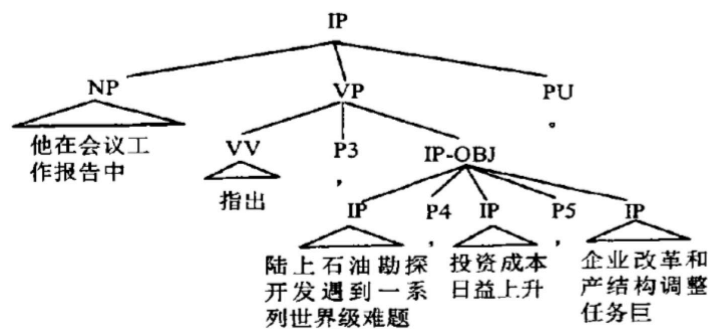 IP
NP VP PU
。
他在会议工
作报告中
VV P3 IP-OBJ
指出
，
IP P4 IP P5 IP
， ，
陆上石油勘探
开发遇到一系
列世界级难题
投资成本
日益上升
企业改革和
产结构调整
任务巨